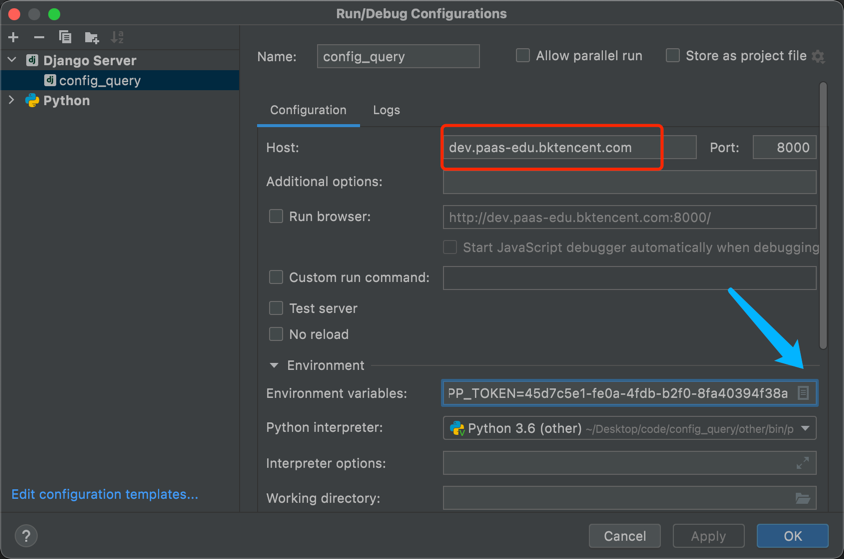 Run/Debug Configurations
Django Server
config_query
Python
Name:
config_query
Allow parallel run
Store as project file
Configuration
Logs
Host:
dev.paas-edu.bktencent.com
Port:
8000
Additional options:
Run browser:
http://dev.paas-edu.bktencent.com:8000/
Start JavaScript debugger automatically when debugging
Custom run command:
Test server
No reload
Environment
Environment variables:
PP_TOKEN=45d7c5e1-fe0a-4fdb-b2f0-8fa40394f38a
Python interpreter:
Python 3.6 (other) ~/Desktop/code/config_query/other/bin/p
Interpreter options:
Working directory:
Edit configuration templates...
?
Cancel
Apply
OK